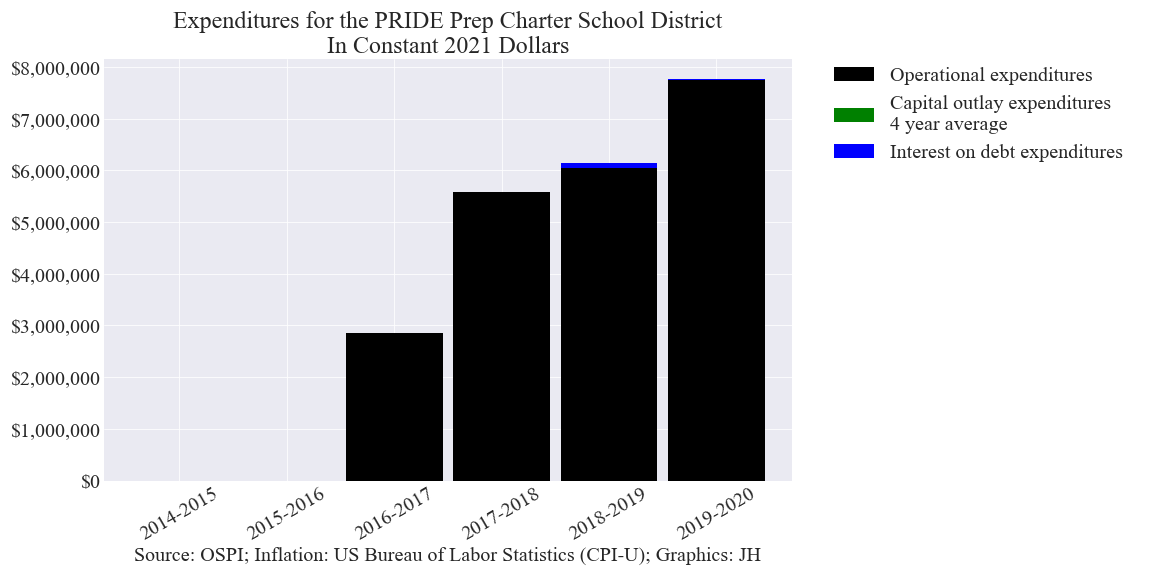 Expenditures for the PRIDE Prep Charter School District
In Constant 2021 Dollars
$8,000,000
$7,000,000
$6,000,000
$5,000,000
$4,000,000
$3,000,000
$2,000,000
$1,000,000
$0
2014-2015
2015-2016
2016-2017
2017-2018
2018-2019
2019-2020
Source: OSPI; Inflation: US Bureau of Labor Statistics (CPI-U); Graphics: JH
Operational expenditures
Capital outlay expenditures
4 year average
Interest on debt expenditures